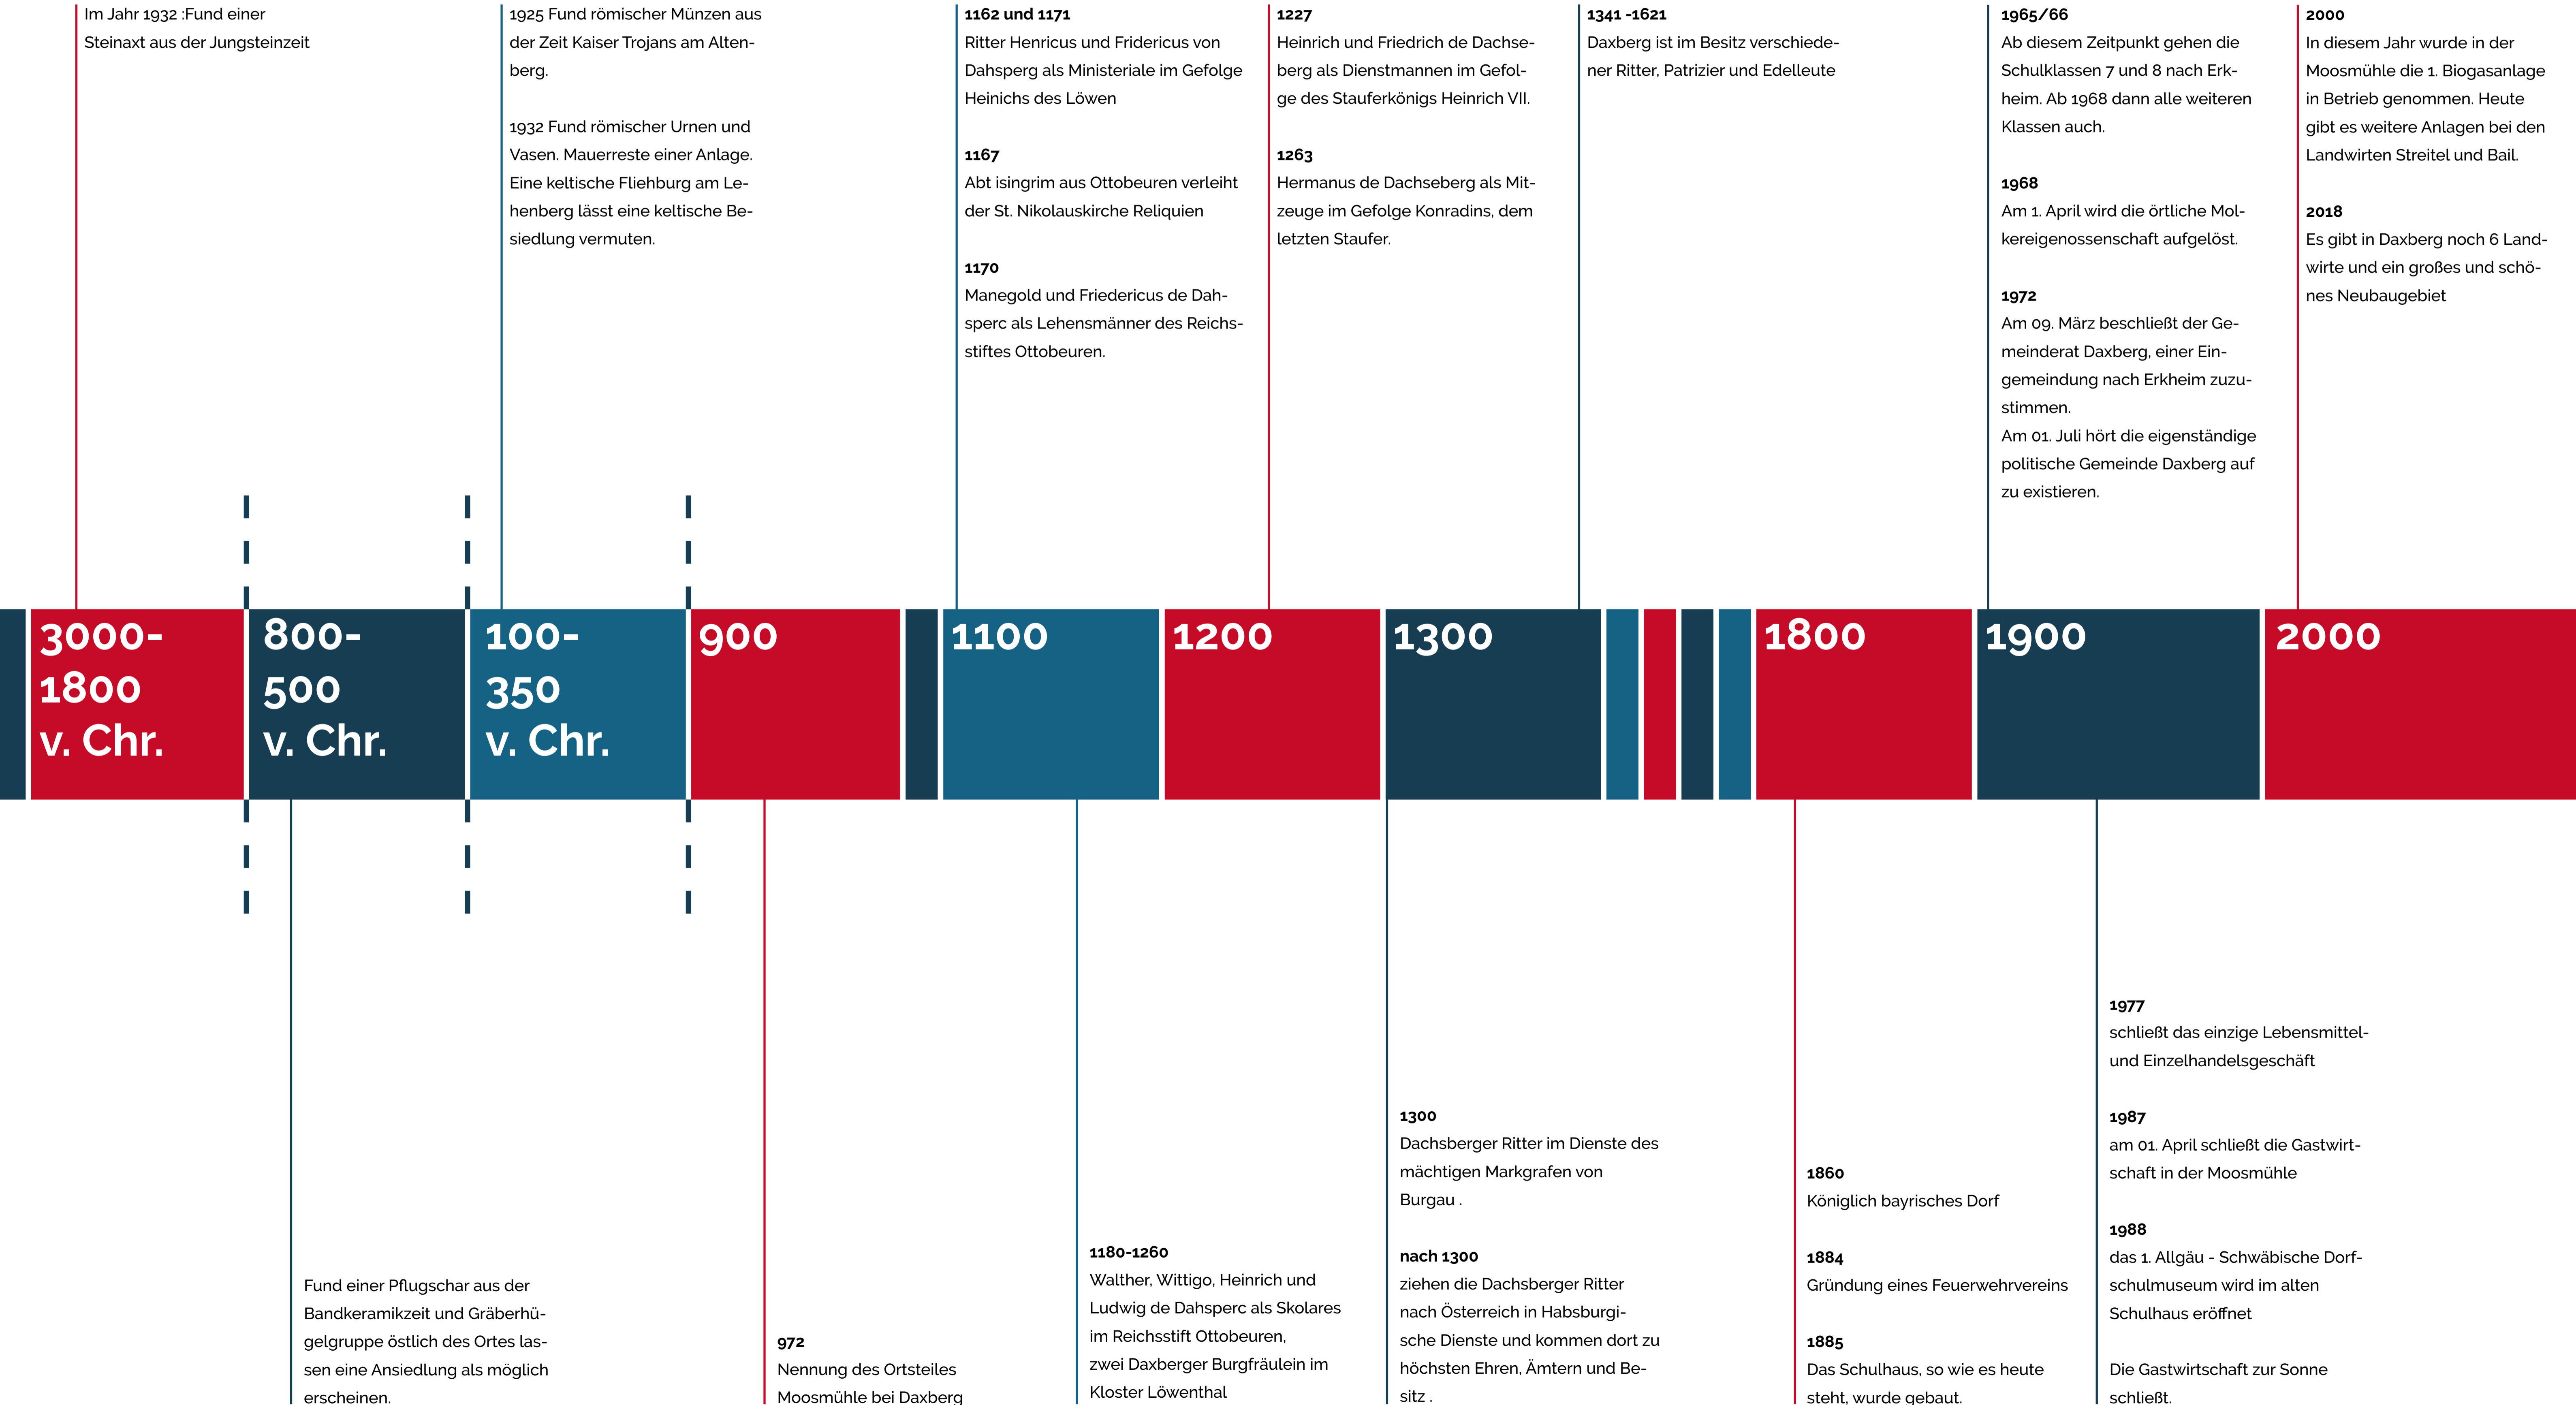 Im Jahr 1932 :Fund einer
Steinaxt aus der Jungsteinzeit
1925 Fund römischer Münzen aus
der Zeit Kaiser Trojans am Alten-
berg.
1932 Fund römischer Urnen und
Vasen. Mauerreste einer Anlage.
Eine keltische Fliehburg am Le-
henberg lässt eine keltische Be-
siedlung vermuten.
1162 und 1171
Ritter Henricus und Fridericus von
Dahsperg als Ministeriale im Gefolge
Heinichs des Löwen
1167
Abt isingrim aus Ottobeuren verleiht
der St. Nikolauskirche Reliquien
1170
Manegold und Friedericus de Dah-
sperc als Lehensmänner des Reichs-
stiftes Ottobeuren.
1227
Heinrich und Friedrich de Dachse-
berg als Dienstmannen im Gefol-
ge des Stauferkönigs Heinrich VII.
1263
Hermanus de Dachseberg als Mit-
zeuge im Gefolge Konradins, dem
letzten Staufer.
1341 -1621
Daxberg ist im Besitz verschiede-
ner Ritter, Patrizier und Edelleute
1965/66
Ab diesem Zeitpunkt gehen die
Schulklassen 7 und 8 nach Erk-
heim. Ab 1968 dann alle weiteren
Klassen auch.
1968
Am 1. April wird die örtliche Mol-
kereigenossenschaft aufgelöst.
1972
Am 09. März beschließt der Ge-
meinderat Daxberg, einer Ein-
gemeindung nach Erkheim zuzu-
stimmen.
Am 01. Juli hört die eigenständige
politische Gemeinde Daxberg auf
zu existieren.
2000
In diesem Jahr wurde in der
Moosmühle die 1. Biogasanlage
in Betrieb genommen. Heute
gibt es weitere Anlagen bei den
Landwirten Streitel und Bail.
2018
Es gibt in Daxberg noch 6 Land-
wirte und ein großes und schö-
nes Neubaugebiet
3000-
1800
v. Chr.
800-
500
v. Chr.
100-
350
v. Chr.
900
1100
1200
1300
1800
1900
2000
Fund einer Pflugschar aus der
Bandkeramikzeit und Gräberhü-
gelgruppe östlich des Ortes las-
sen eine Ansiedlung als möglich
erscheinen.
972
Nennung des Ortsteiles
Moosmühle bei Daxberg
1180-1260
Walther, Wittigo, Heinrich und
Ludwig de Dahsperc als Skolares
im Reichsstift Ottobeuren,
zwei Daxberger Burgfräulein im
Kloster Löwenthal
1300
Dachsberger Ritter im Dienste des
mächtigen Markgrafen von
Burgau .
nach 1300
ziehen die Dachsberger Ritter
nach Österreich in Habsburgi-
sche Dienste und kommen dort zu
höchsten Ehren, Ämtern und Be-
sitz .
1860
Königlich bayrisches Dorf
1884
Gründung eines Feuerwehrvereins
1885
Das Schulhaus, so wie es heute
steht, wurde gebaut.
1977
schließt das einzige Lebensmittel-
und Einzelhandelsgeschäft
1987
am 01. April schließt die Gastwirt-
schaft in der Moosmühle
1988
das 1. Allgäu - Schwäbische Dorf-
schulmuseum wird im alten
Schulhaus eröffnet
Die Gastwirtschaft zur Sonne
schließt.